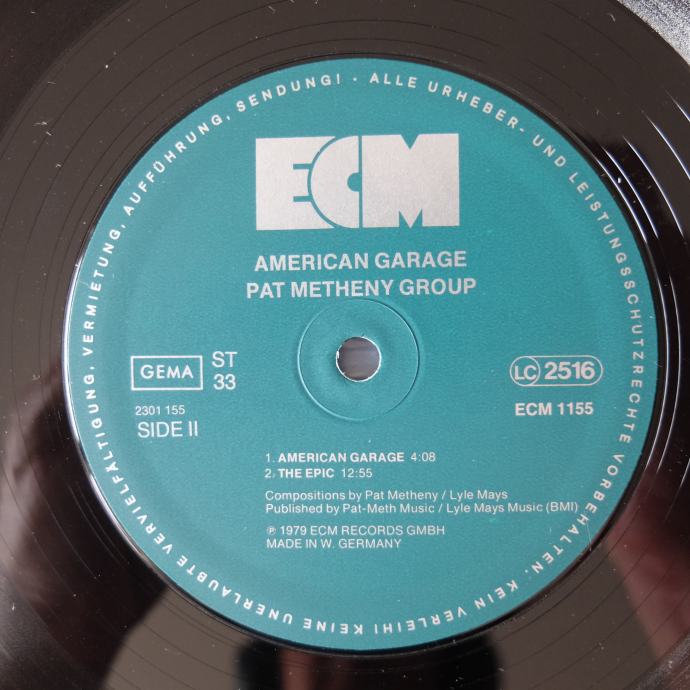 ALLE URHEBER- UND LEISTUNGSSCHUTZRECHTE VORBEHALTEN. KEIN VERLEIH! KEINE UNERLAUBTE VERVIELFÄLTIGUNG, VERMIETUNG, AUFFÜHRUNG, SENDUNG! ·
ECM
AMERICAN GARAGE
PAT METHENY GROUP
GEMA
ST
33
LC 2516
2301 155
SIDE II
ECM 1155
1. AMERICAN GARAGE 4:08
2. THE EPIC 12:55
Compositions by Pat Metheny / Lyle Mays
Published by Pat-Meth Music / Lyle Mays Music (BMI)
℗ 1979 ECM RECORDS GMBH
MADE IN W. GERMANY